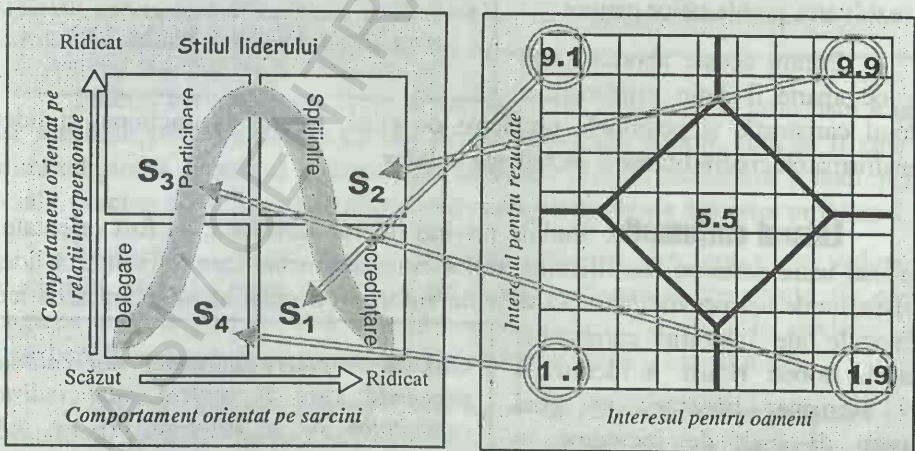 Ridicat
Stilul liderului
Comportament orientat pe
relații interpersonale
Participare
Sprijinire
S3
S2
Delegare
Încredințare
S4
S1
Scăzut
Ridicat
Comportament orientat pe sarcini
9.1
9.9
Interesul pentru rezultate
5.5
1.1
1.9
Interesul pentru oameni
IASI CENTRA